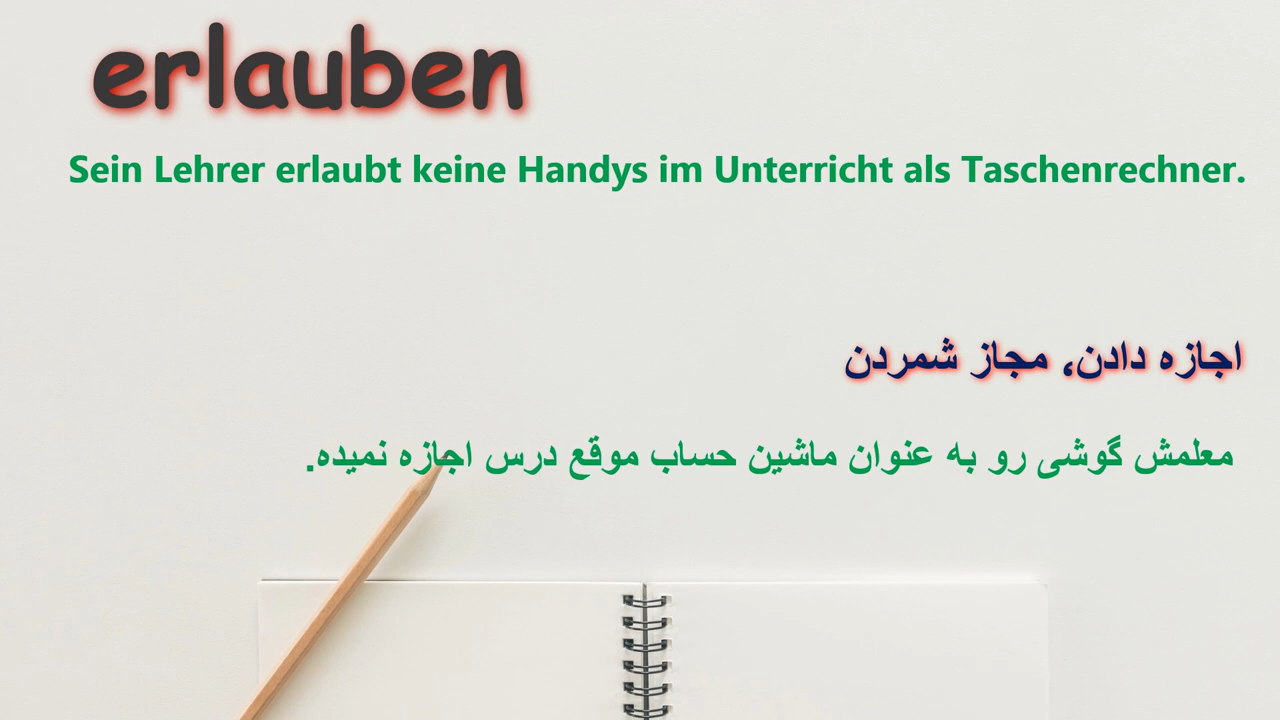 erlauben
Sein Lehrer erlaubt keine Handys im Unterricht als Taschenrechner.
اجازه دادن، مجاز شمردن
معلمش گوشی رو به عنوان ماشین حساب موقع درس اجازه نمیده.